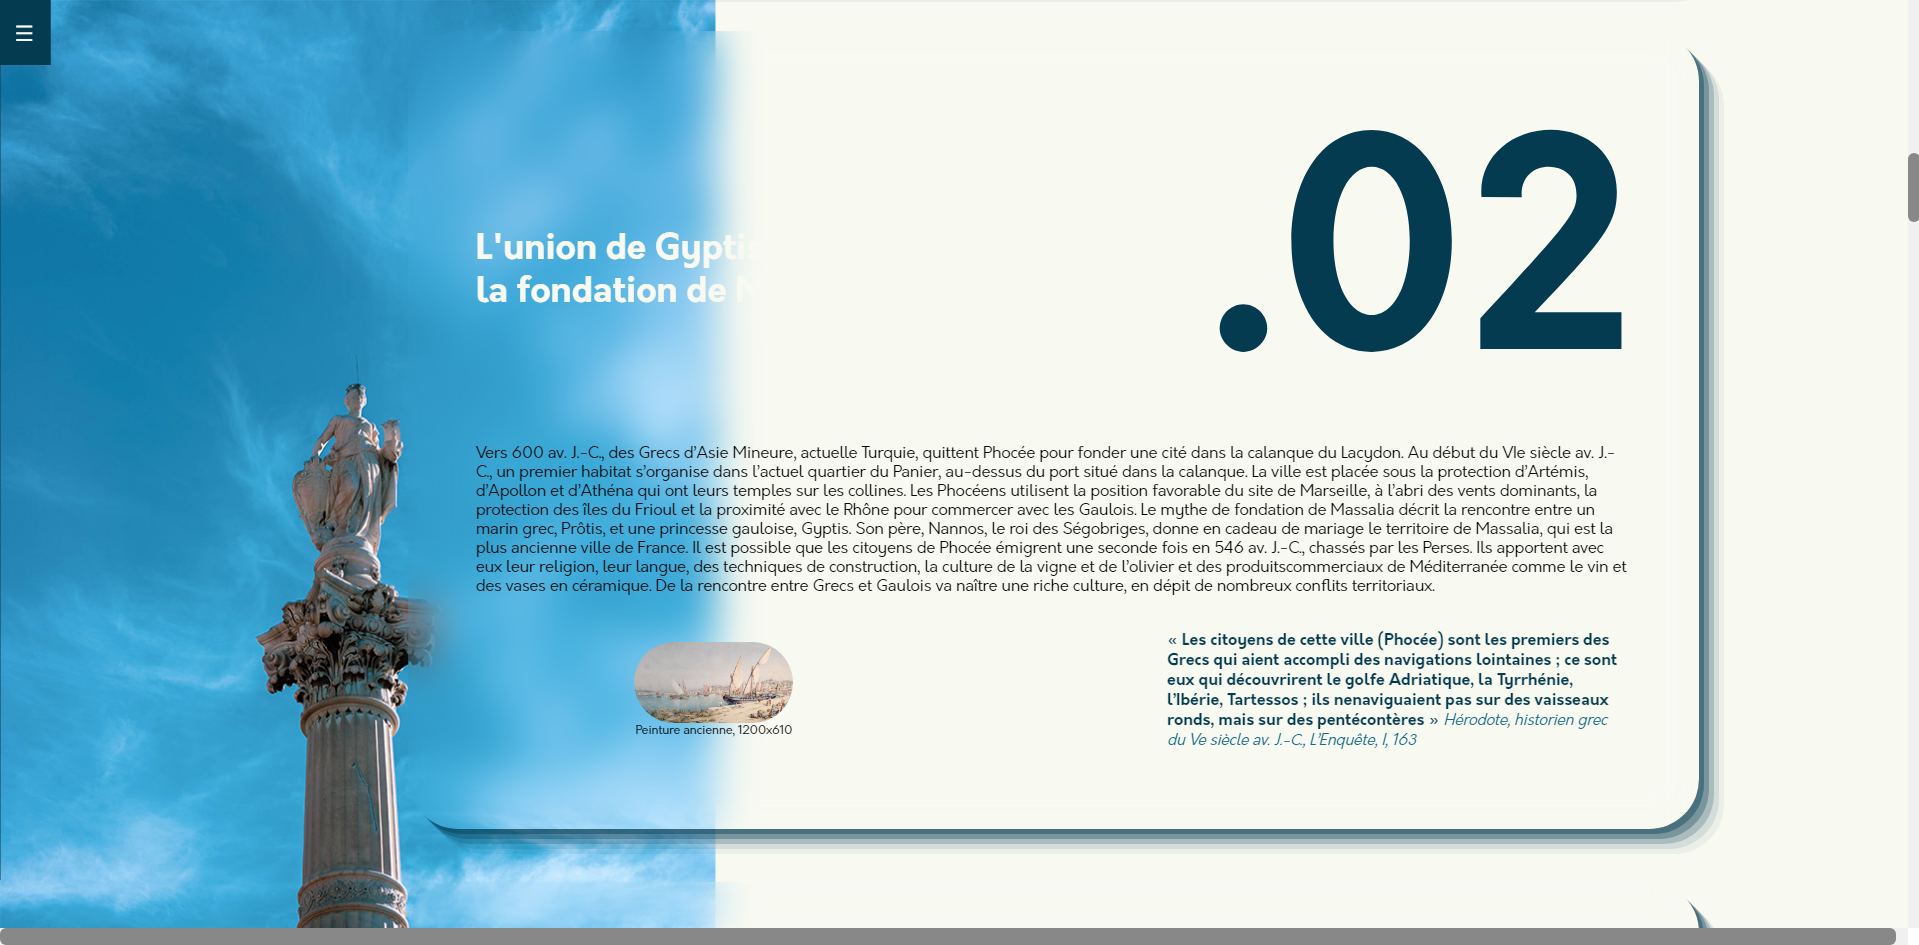 L'union de Gyptis
la fondation de
.02
Vers 600 av. J.-C., des Grecs d’Asie Mineure, actuelle Turquie, quittent Phocée pour fonder une cité dans la calanque du Lacydon. Au début du VIe siècle av. J.-
C., un premier habitat s’organise dans l’actuel quartier du Panier, au-dessus du port situé dans la calanque. La ville est placée sous la protection d’Artémis,
d’Apollon et d’Athéna qui ont leurs temples sur les collines. Les Phocéens utilisent la position favorable du site de Marseille, à l’abri des vents dominants, la
protection des îles du Frioul et la proximité avec le Rhône pour commercer avec les Gaulois. Le mythe de fondation de Massalia décrit la rencontre entre un
marin grec, Prôtis, et une princesse gauloise, Gyptis. Son père, Nannos, le roi des Ségobriges, donne en cadeau de mariage le territoire de Massalia, qui est la
plus ancienne ville de France. Il est possible que les citoyens de Phocée émigrent une seconde fois en 546 av. J.-C., chassés par les Perses. Ils apportent avec
eux leur religion, leur langue, des techniques de construction, la culture de la vigne et de l’olivier et des produitscommerciaux de Méditerranée comme le vin et
des vases en céramique. De la rencontre entre Grecs et Gaulois va naître une riche culture, en dépit de nombreux conflits territoriaux.
Peinture ancienne, 1200x610
« Les citoyens de cette ville (Phocée) sont les premiers des
Grecs qui aient accompli des navigations lointaines ; ce sont
eux qui découvrirent le golfe Adriatique, la Tyrrhénie,
l’Ibérie, Tartessos ; ils nenaviguaient pas sur des vaisseaux
ronds, mais sur des pentécontères » Hérodote, historien grec
du Ve siècle av. J.-C., L’Enquête, I, 163